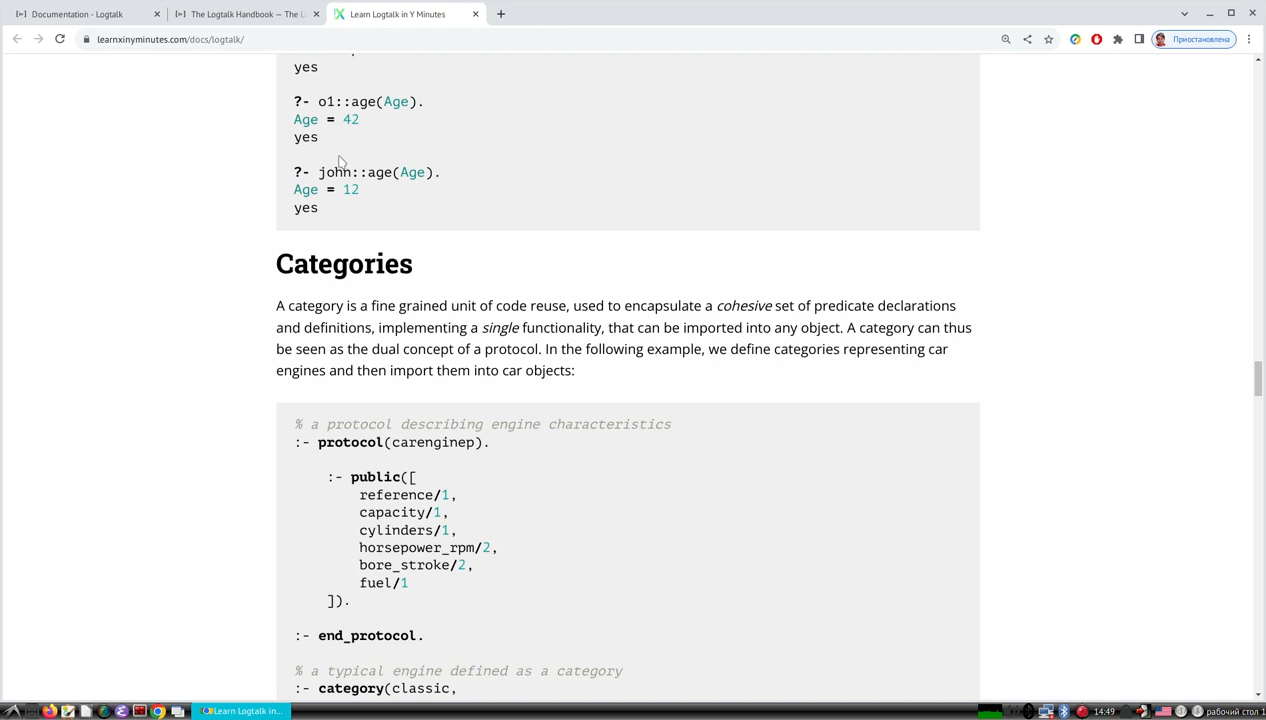 Documentation - Logtalk
The Logtalk Handbook — The L
Learn Logtalk in Y Minutes
learnxinyminutes.com/docs/logtalk/
Приостановлена
yes
?- o1::age(Age).
Age = 42
yes
?- john::age(Age).
Age = 12
yes
Categories
A category is a fine grained unit of code reuse, used to encapsulate a cohesive set of predicate declarations
and definitions, implementing a single functionality, that can be imported into any object. A category can thus
be seen as the dual concept of a protocol. In the following example, we define categories representing car
engines and then import them into car objects:
% a protocol describing engine characteristics
:- protocol(carenginep).
:- public([
reference/1,
capacity/1,
cylinders/1,
horsepower_rpm/2,
bore_stroke/2,
fuel/1
]).
:- end_protocol.
% a typical engine defined as a category
:- category(classic,
Learn Logtalk in...
14:49
рабочий стол 1